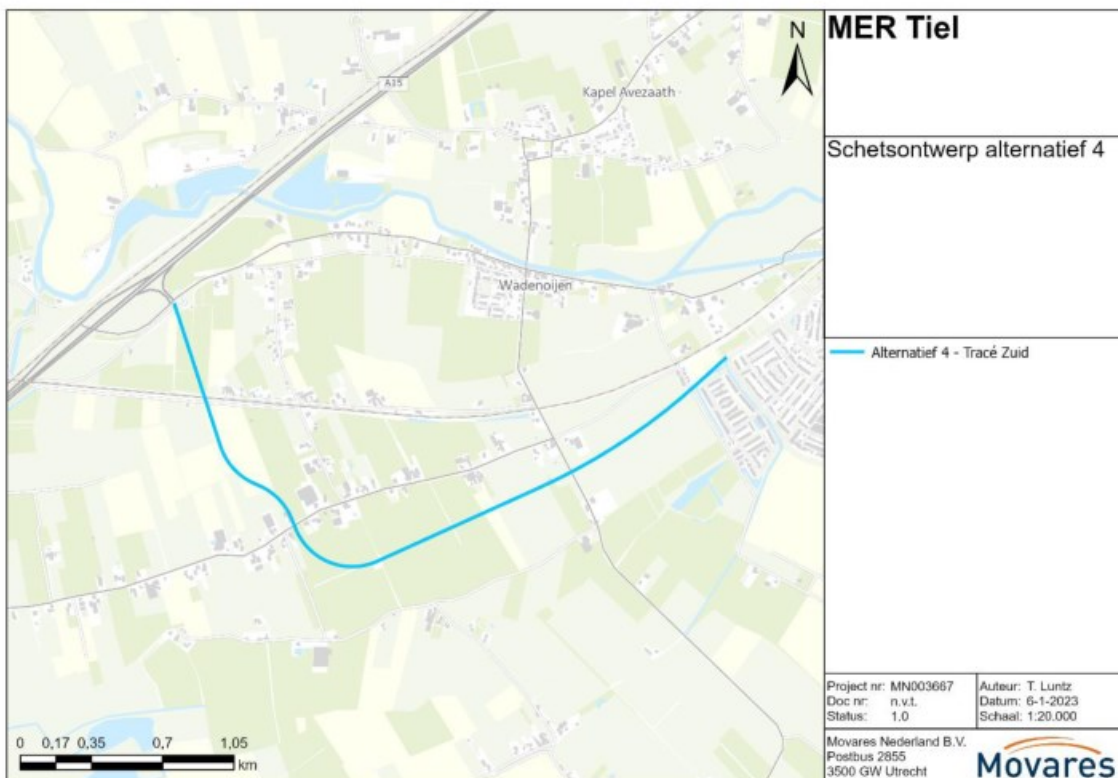 MER Tiel
Schetsontwerp alternatief 4
Alternatief 4 - Tracé Zuid
N
A15
Kapel Avezaath
Wadenoijen
0 0,17 0,35 0,7 1,05
km
Project nr: MN003667
Doc nr: n.v.t.
Status: 1.0
Auteur: T. Luntz
Datum: 6-1-2023
Schaal: 1:20.000
Movares Nederland B.V.
Postbus 2855
3500 GW Utrecht
Movares